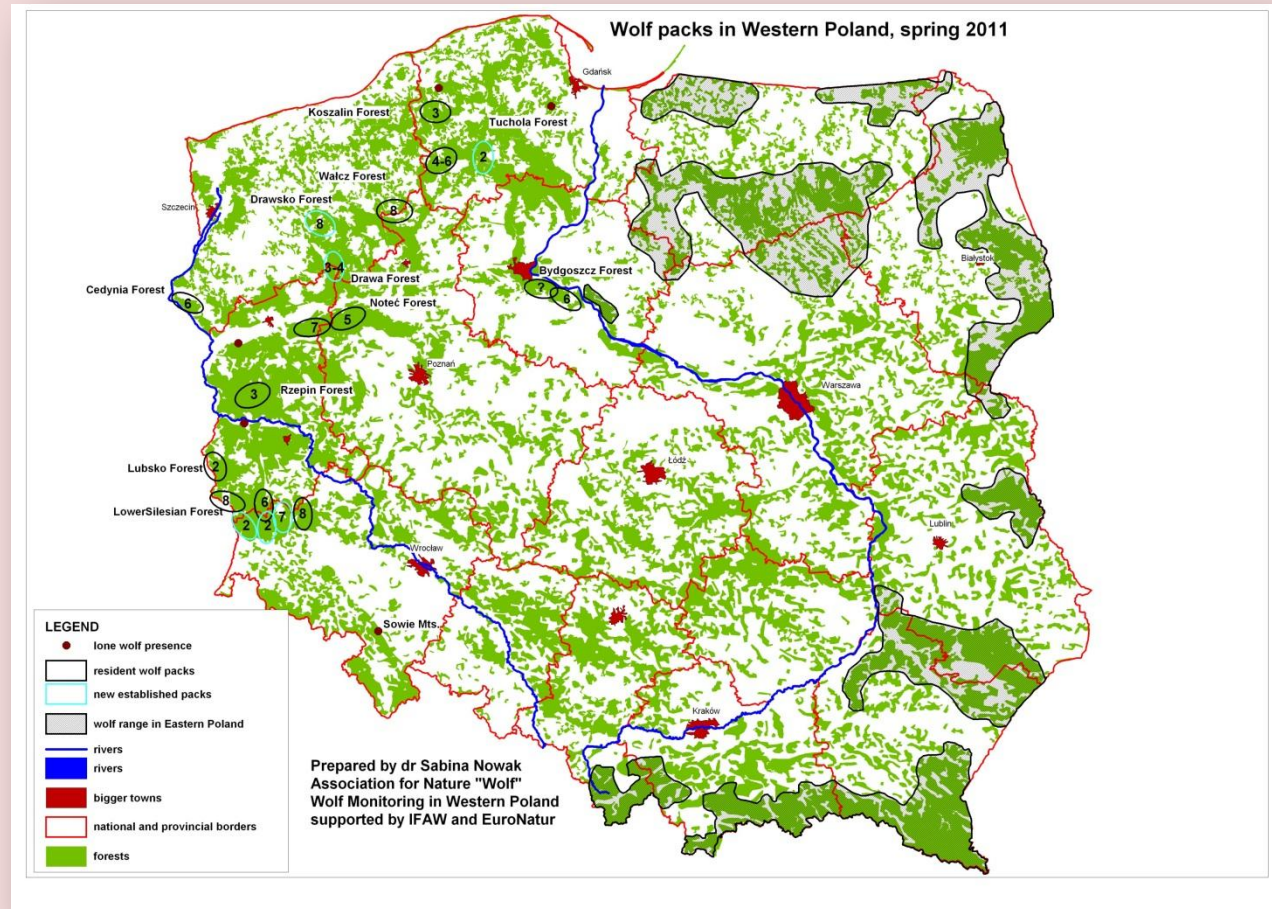 Wolf packs in Western Poland, spring 2011
Gdańsk
Koszalin Forest
3
Tuchola Forest
4-6
2
Wałcz Forest
Drawsko Forest
8
Szczecin
8
3-4
Drawa Forest
Białystok
Bydgoszcz Forest
?
6
Cedynia Forest
6
Noteć Forest
7
5
Poznań
Rzepin Forest
3
Warszawa
Lubsko Forest
2
Łódź
8
6
LowerSilesian Forest
2
2
7
8
Lublin
Wrocław
Sowie Mts.
Kraków
LEGEND
lone wolf presence
resident wolf packs
new established packs
wolf range in Eastern Poland
rivers
rivers
bigger towns
national and provincial borders
forests
Prepared by dr Sabina Nowak
Association for Nature "Wolf"
Wolf Monitoring in Western Poland
supported by IFAW and EuroNatur